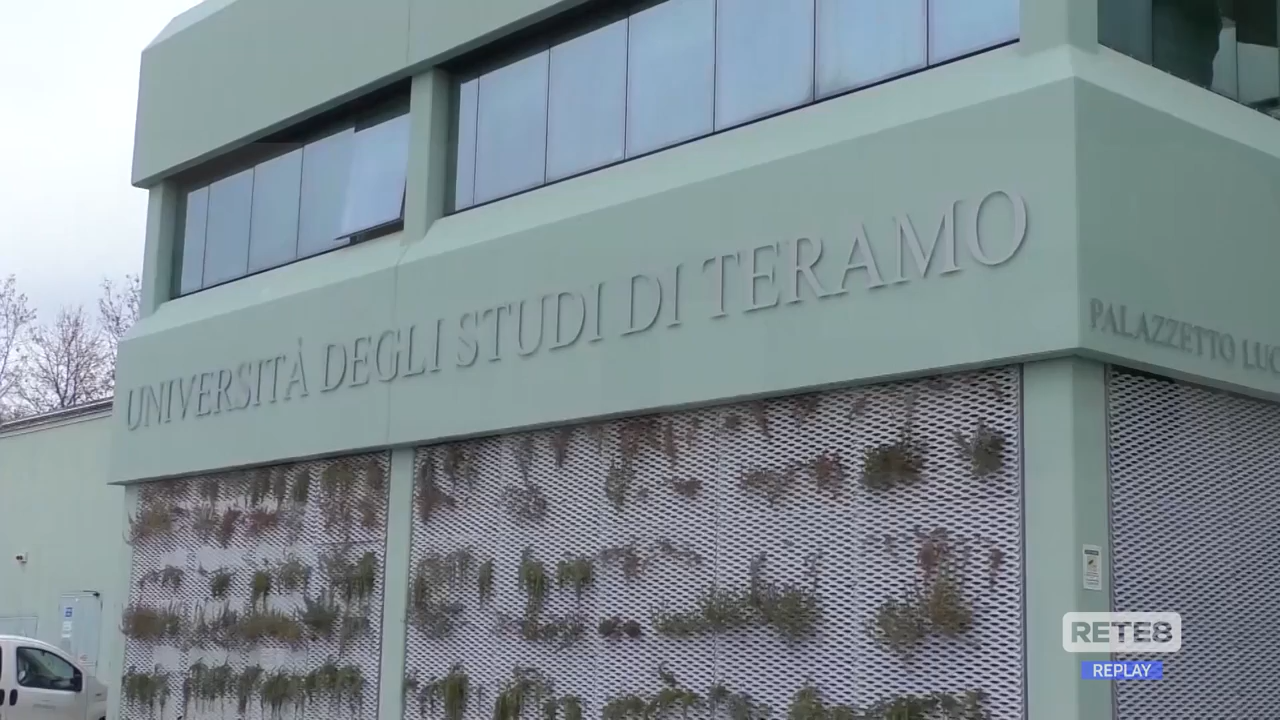 UNIVERSITÀ DEGLI STUDI DI TERAMO
PALAZZETTO
RETE8
REPLAY